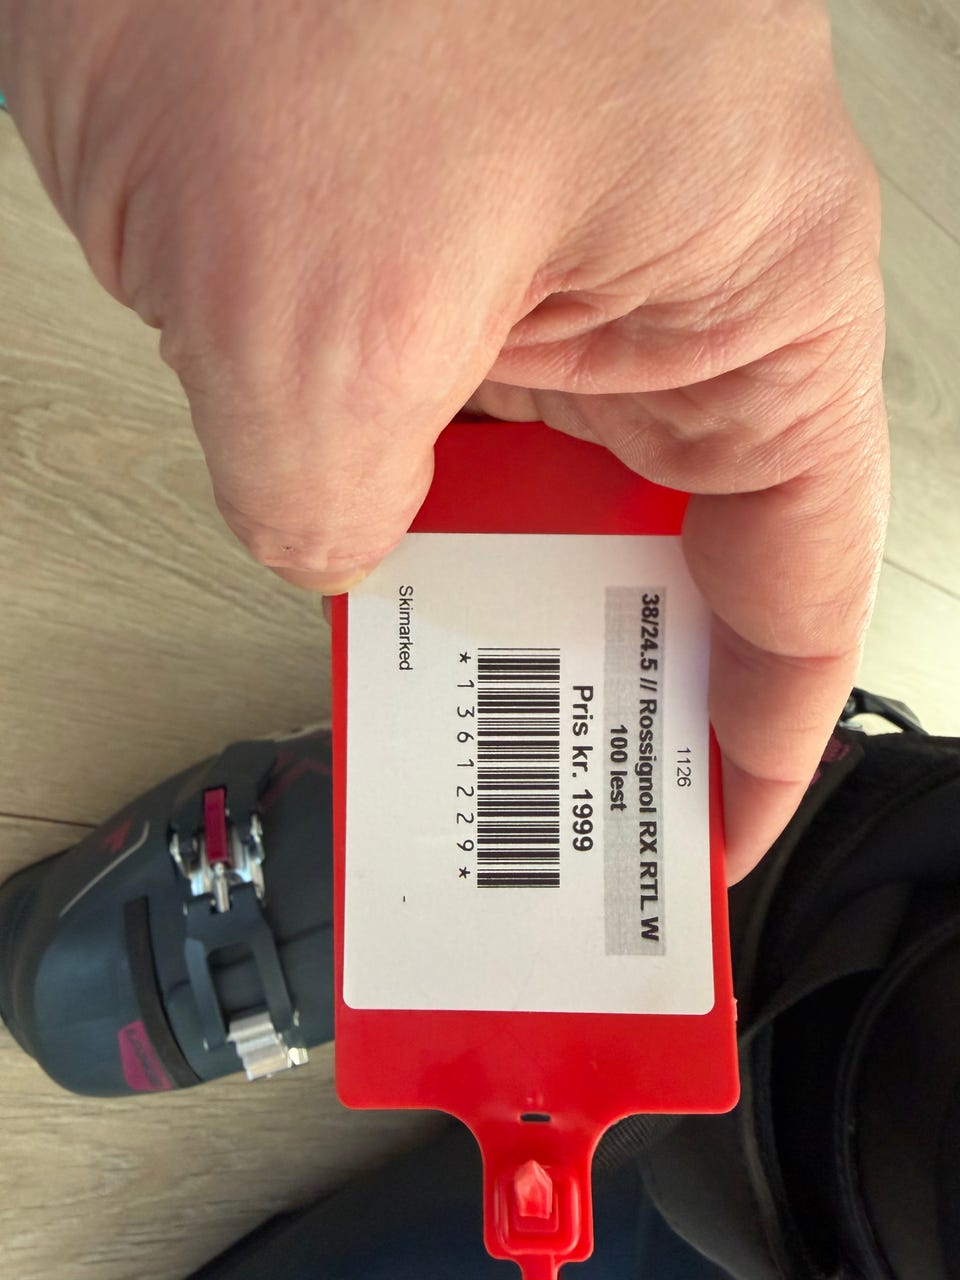 1126
38/24.5 // Rossignol RX RTL W
100 lest
Pris kr. 1999
*1361229*
Skimarked
-